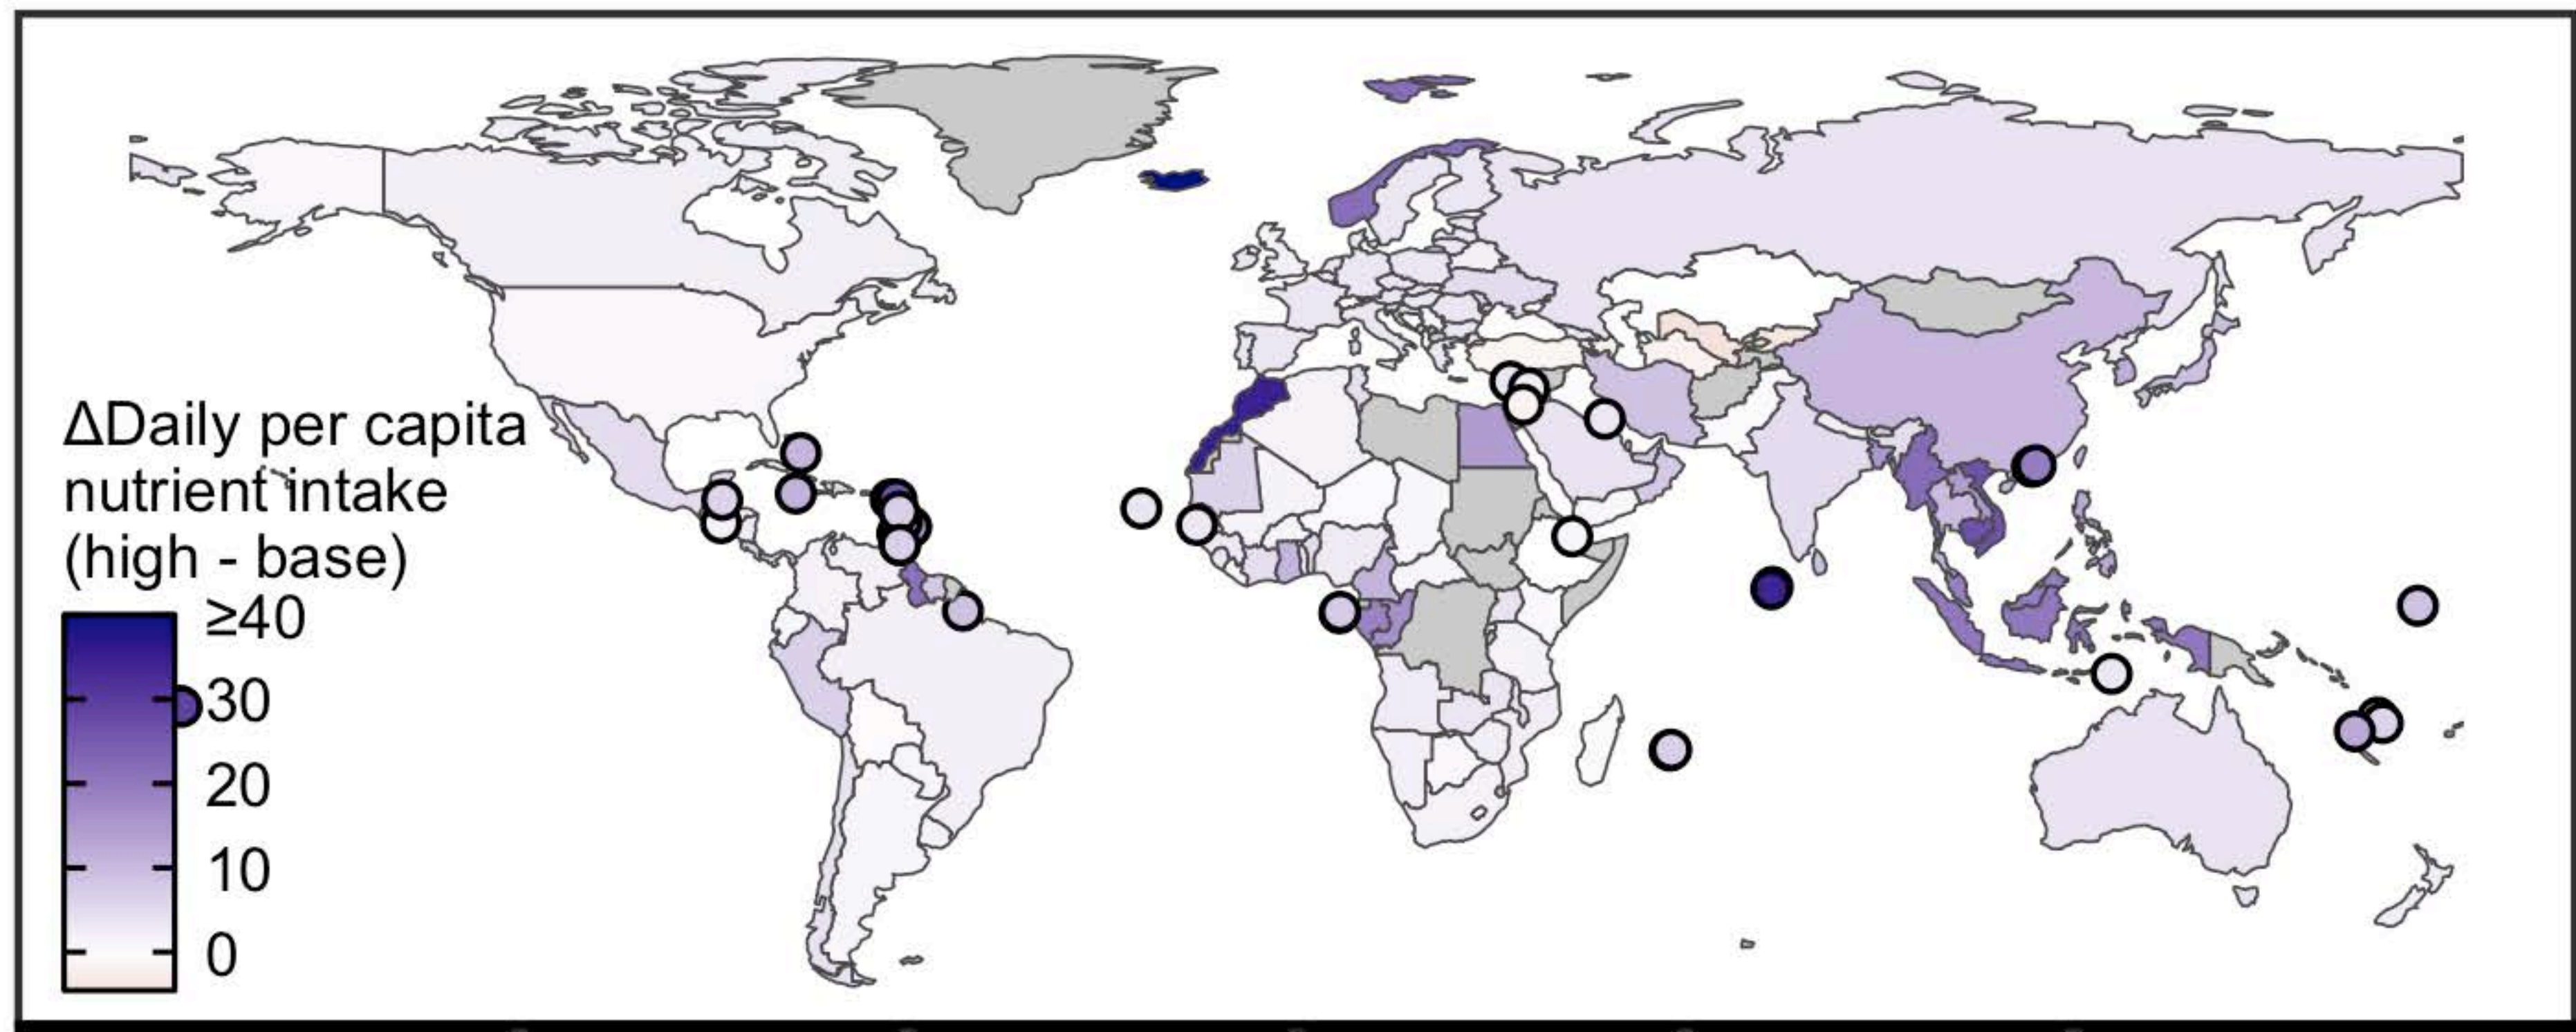 ΔDaily per capita
nutrient intake
(high - base)
≥40
30
20
10
0